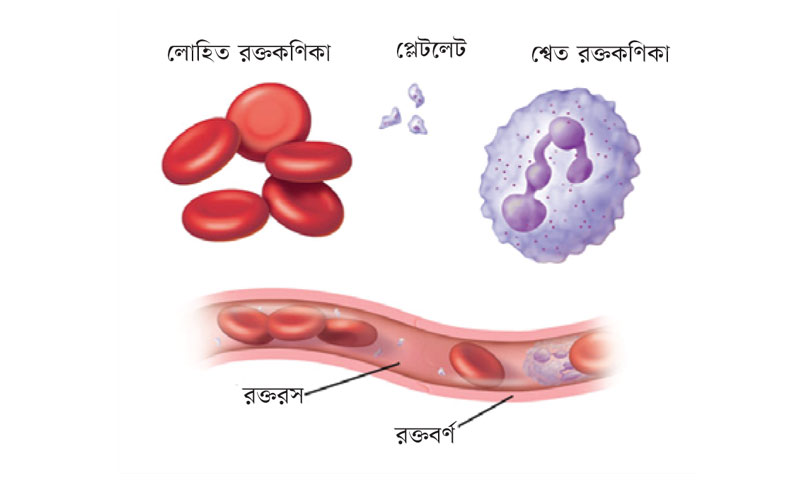 লোহিত রক্তকণিকা
প্লেটলেট
শ্বেত রক্তকণিকা
রক্তরস
রক্তবর্ণ